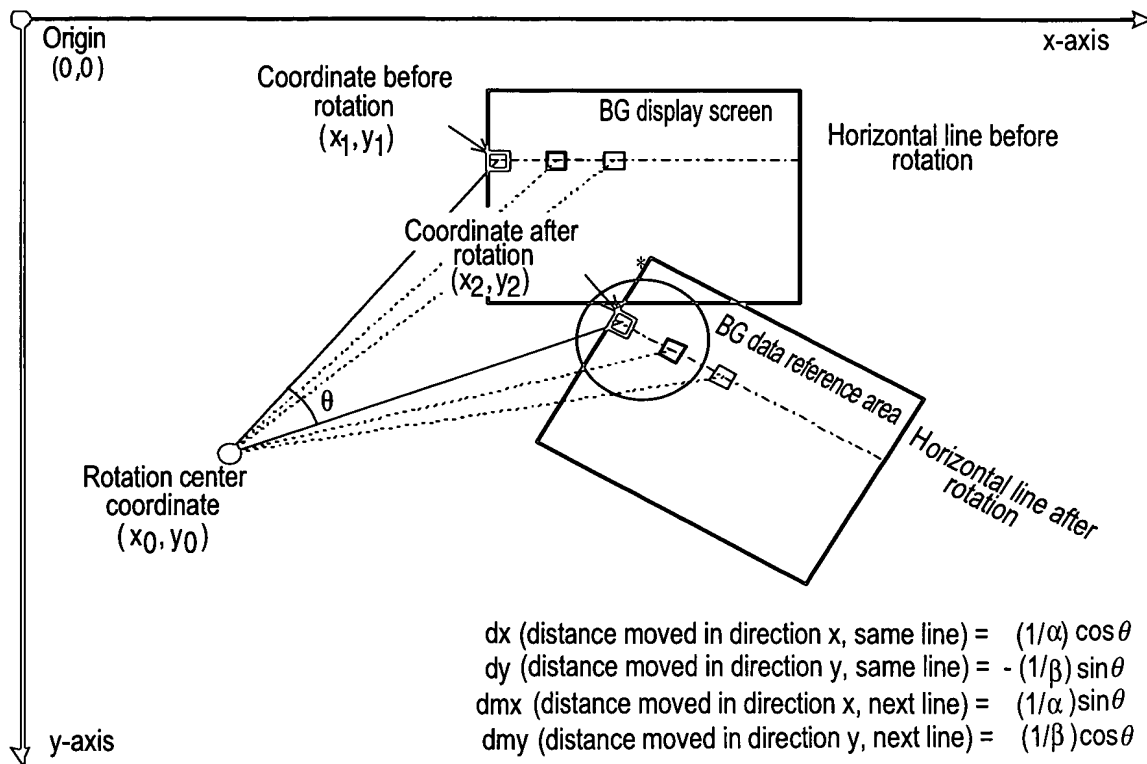 Origin
(0,0)
x-axis
Coordinate before
rotation
(x₁,y₁)
BG display screen
Horizontal line before
rotation
Coordinate after
rotation
(x₂,y₂)
*
BG data reference area
θ
Rotation center
coordinate
(x₀,y₀)
Horizontal line after
rotation
dx (distance moved in direction x, same line) = (1/α) cosθ
dy (distance moved in direction y, same line) = - (1/β) sinθ
dmx (distance moved in direction x, next line) = (1/α)sinθ
dmy (distance moved in direction y, next line) = (1/β)cosθ
y-axis